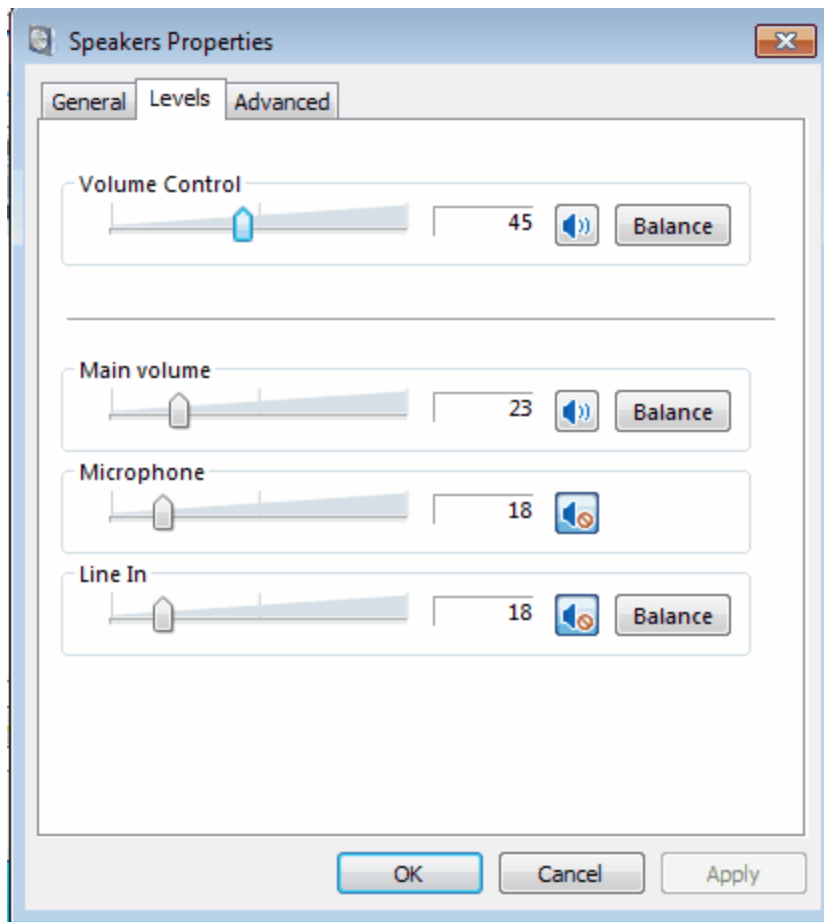 Speakers Properties
General Levels Advanced
Volume Control
45 Balance
Main volume
23 Balance
Microphone
18
Line In
18 Balance
OK Cancel Apply